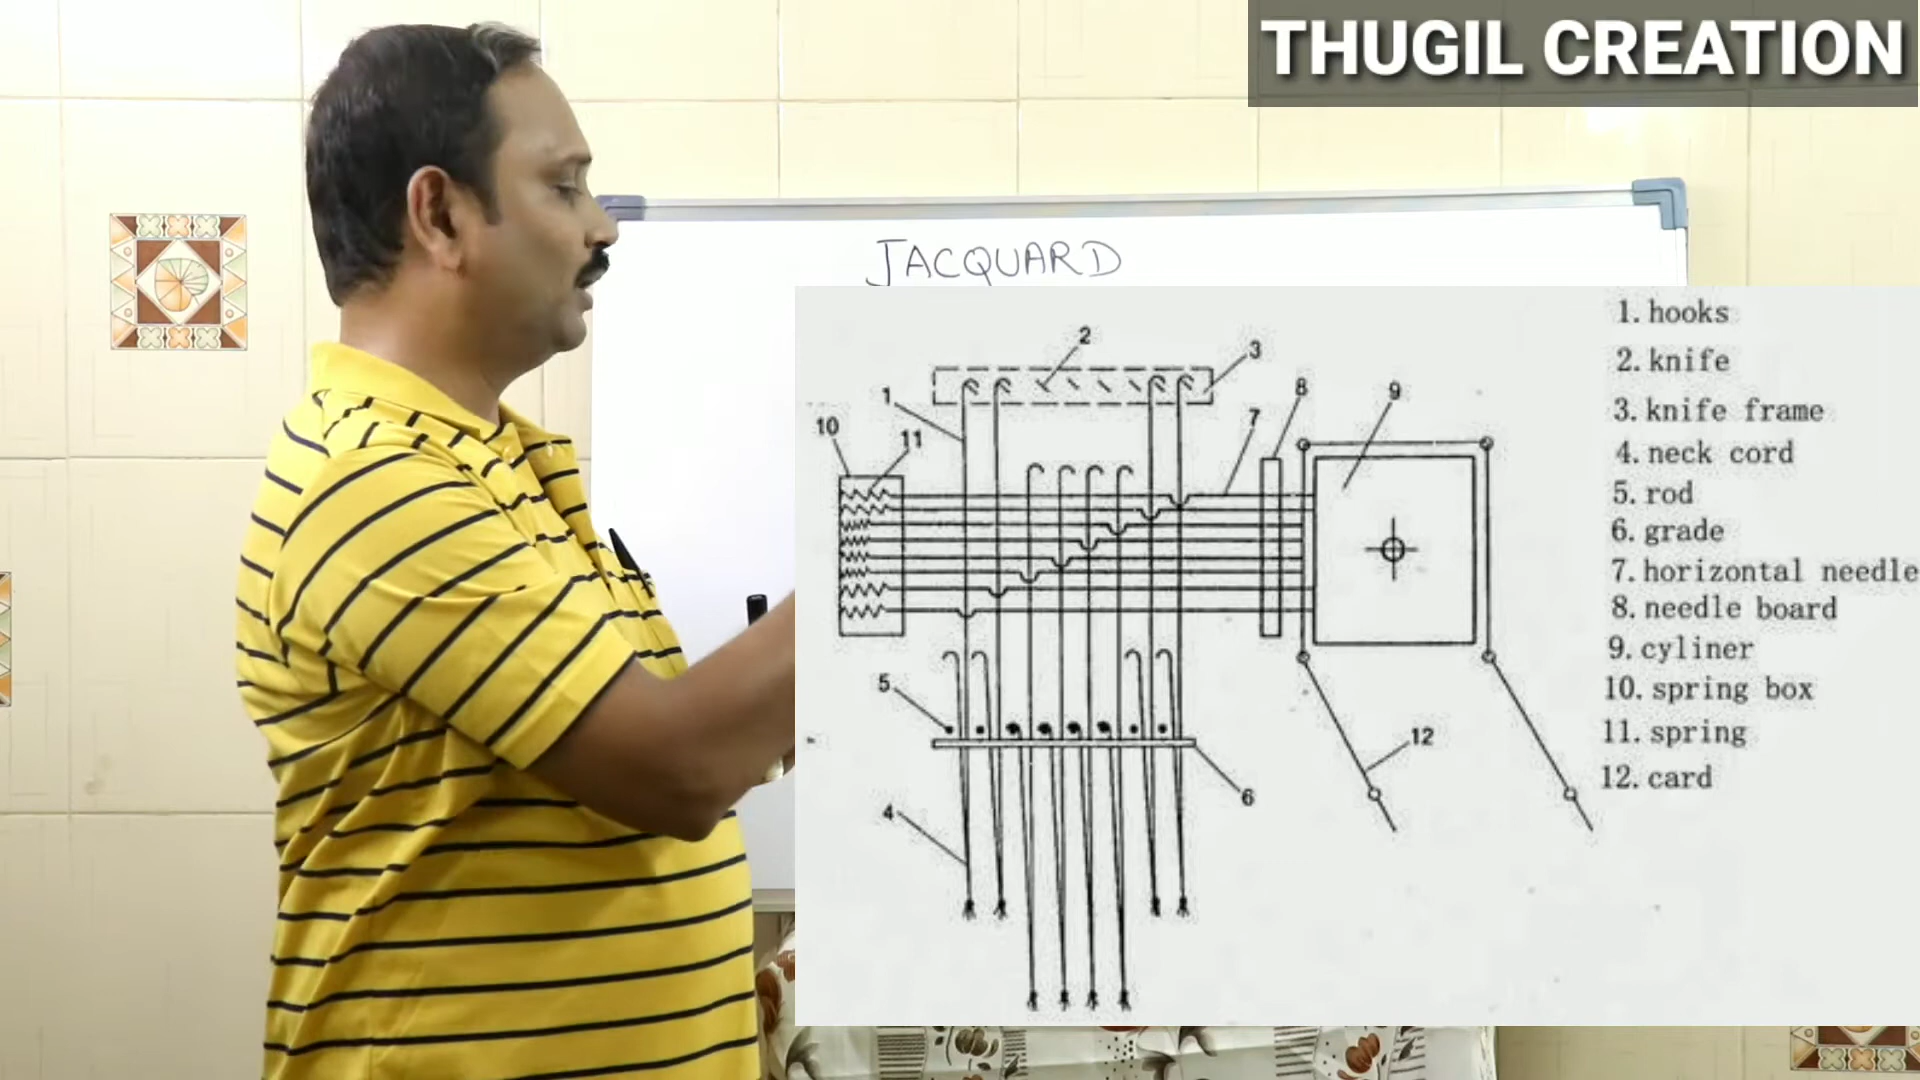 THUGIL CREATION
JACQUARD
1. hooks
2. knife
3. knife frame
4. neck cord
5. rod
6. grade
7. horizontal needle
8. needle board
9. cyliner
10. spring box
11. spring
12. card
2
3
1
8
9
10
11
7
5
12
6
4